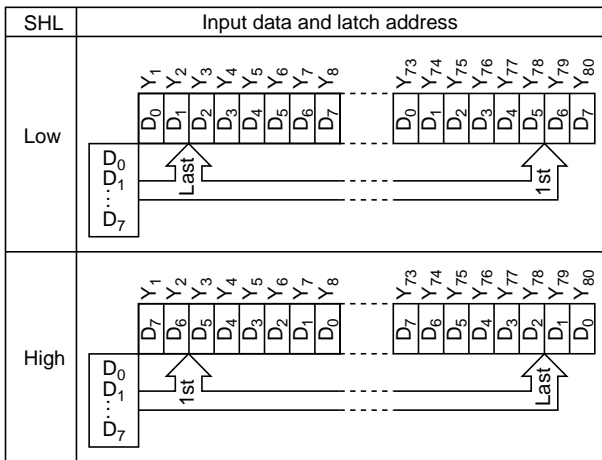 SHL Input data and latch address
Low
Y1 Y2 Y3 Y4 Y5 Y6 Y7 Y8 Y73 Y74 Y75 Y76 Y77 Y78 Y79 Y80
D0 D1 D2 D3 D4 D5 D6 D7 D0 D1 D2 D3 D4 D5 D6 D7
D0
D1
⋮
D7
Last 1st
High
Y1 Y2 Y3 Y4 Y5 Y6 Y7 Y8 Y73 Y74 Y75 Y76 Y77 Y78 Y79 Y80
D7 D6 D5 D4 D3 D2 D1 D0 D7 D6 D5 D4 D3 D2 D1 D0
D0
D1
⋮
D7
1st Last